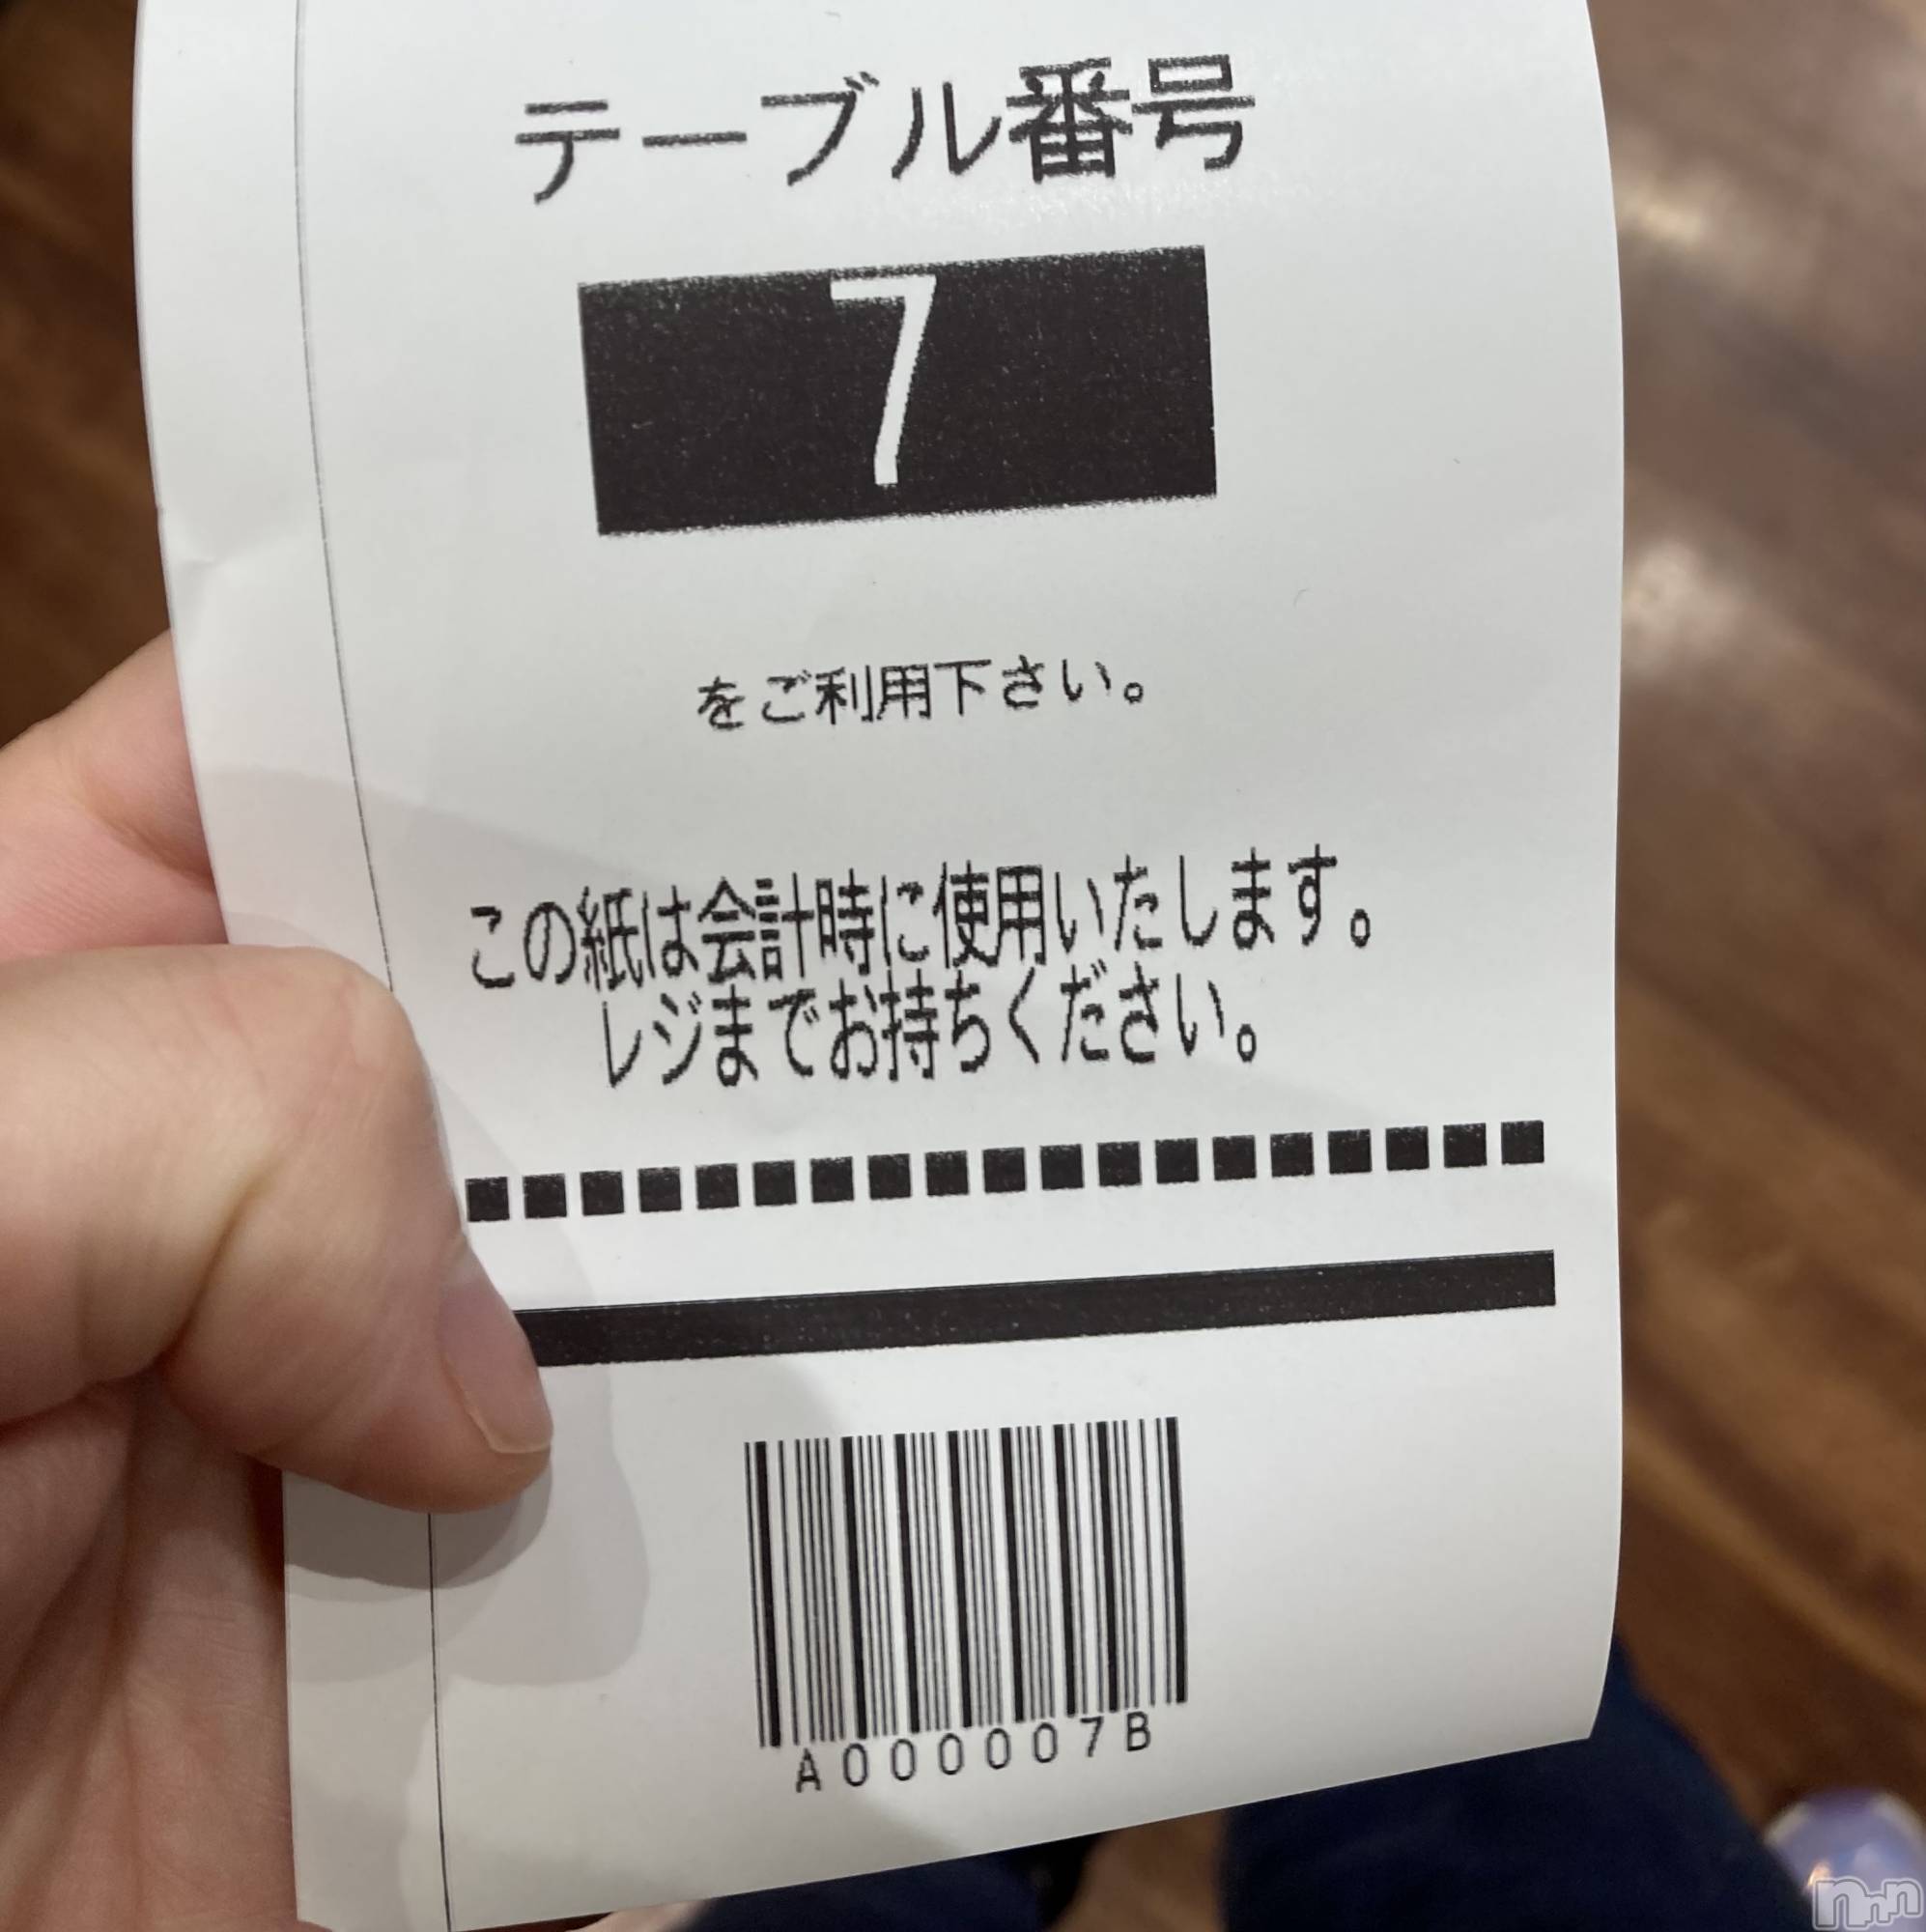 テーブル番号
7
をご利用下さい。
この紙は会計時に使用いたします。
レジまでお持ちください。
A000007B
nnn